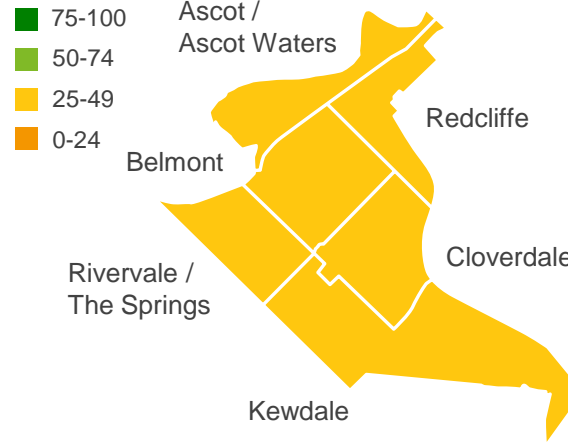 75-100
50-74
25-49
0-24
Ascot /
Ascot Waters
Redcliffe
Belmont
Cloverdale
Rivervale /
The Springs
Kewdale